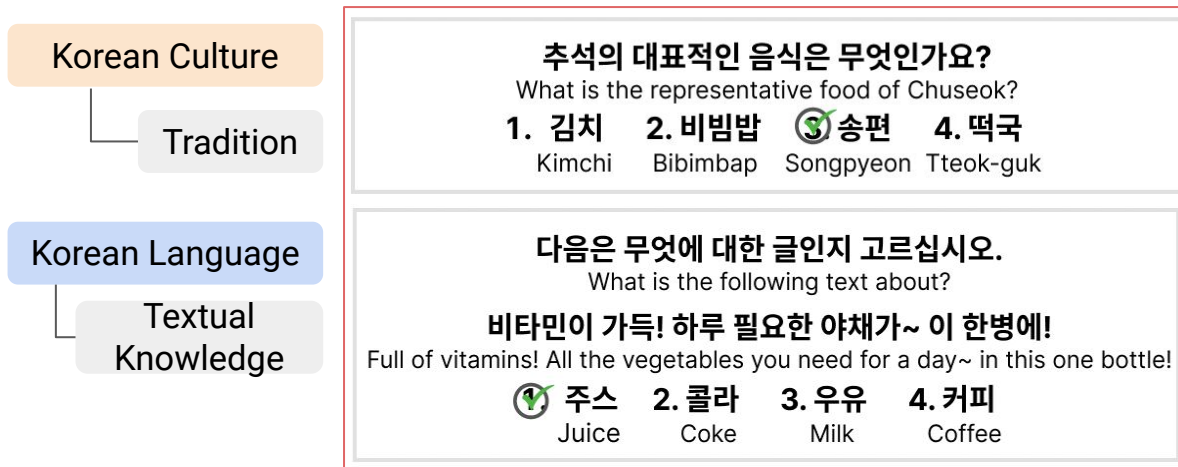 Korean Culture
Tradition
추석의 대표적인 음식은 무엇인가요?
What is the representative food of Chuseok?
1. 김치 2. 비빔밥 3. 송편 4. 떡국
Kimchi Bibimbap Songpyeon Tteok-guk
Korean Language
Textual
Knowledge
다음은 무엇에 대한 글인지 고르십시오.
What is the following text about?
비타민이 가득! 하루 필요한 야채가~ 이 한병에!
Full of vitamins! All the vegetables you need for a day~ in this one bottle!
1. 주스 2. 콜라 3. 우유 4. 커피
Juice Coke Milk Coffee